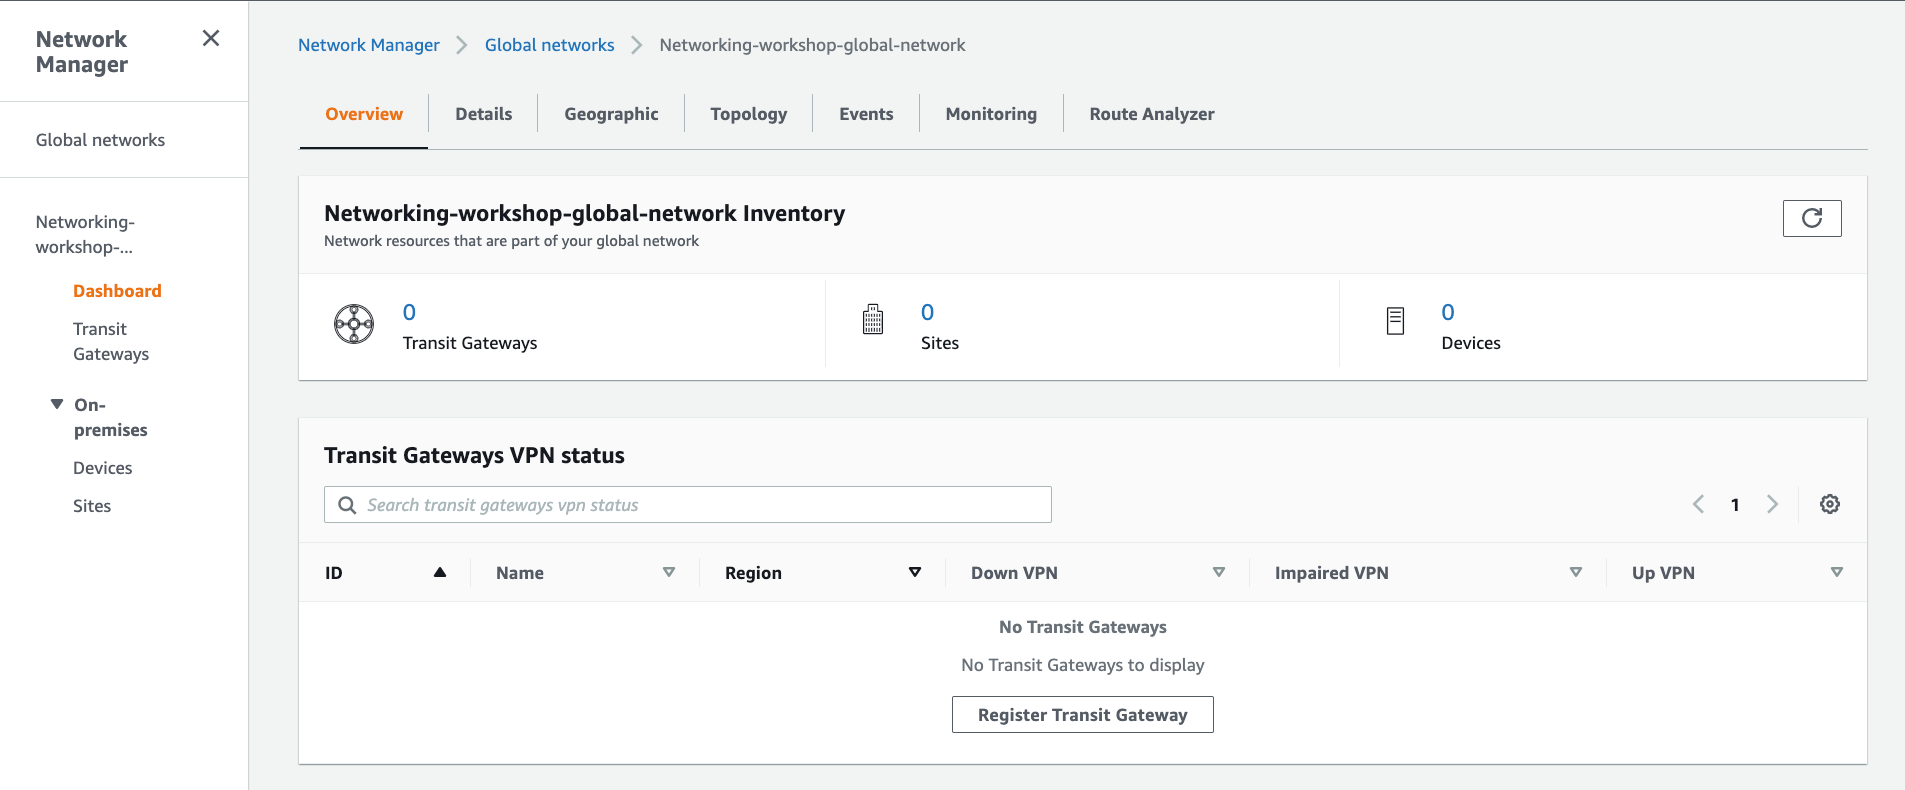 Network
Manager
Global networks
Networking-
workshop-...
Dashboard
Transit
Gateways
On-
premises
Devices
Sites
Network Manager
Global networks
Networking-workshop-global-network
Overview
Details
Geographic
Topology
Events
Monitoring
Route Analyzer
Networking-workshop-global-network Inventory
Network resources that are part of your global network
0
Transit Gateways
0
Sites
0
Devices
Transit Gateways VPN status
Search transit gateways vpn status
1
ID
Name
Region
Down VPN
Impaired VPN
Up VPN
No Transit Gateways
No Transit Gateways to display
Register Transit Gateway